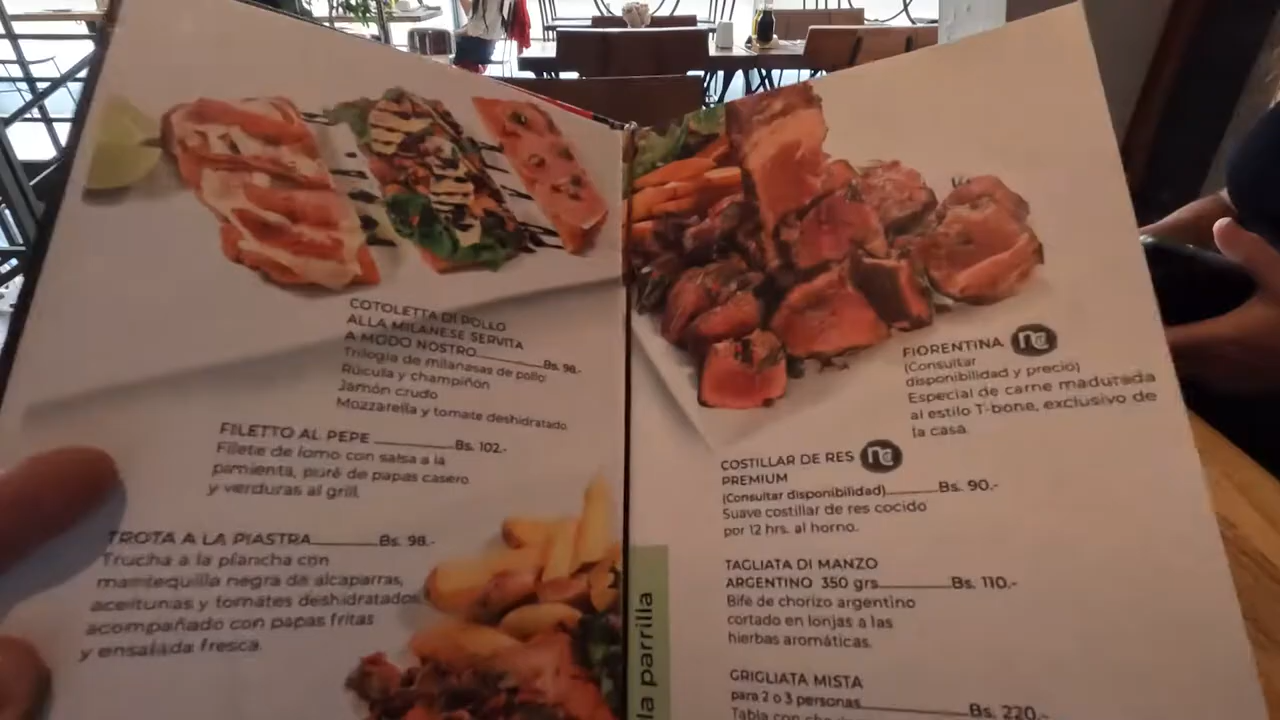 COTOLETTA DI POLLO
ALLA MILANESE SERVITA
A MODO NOSTRO Bs. 98.-
Trilogía de milanesas de pollo:
Rúcula y champiñón
Jamón crudo
Mozzarella y tomate deshidratado
FILETTO AL PEPE Bs. 102.-
Filete de lomo con salsa a la
pimienta, puré de papas casero
y verduras al grill.
TROTA A LA PIASTRA Bs. 98.-
Trucha a la plancha con
mantequilla negra de alcaparras,
aceitunas y tomates deshidratados
acompañado con papas fritas
y ensalada fresca.
la parrilla
FIORENTINA
(Consultar
disponibilidad y precio)
Especial de carne madurada
al estilo T-bone, exclusivo de
la casa.
COSTILLAR DE RES
PREMIUM
(Consultar disponibilidad) Bs. 90.-
Suave costillar de res cocido
por 12 hrs. al horno.
TAGLIATA DI MANZO
ARGENTINO 350 grs Bs. 110.-
Bife de chorizo argentino
cortado en lonjas a las
hierbas aromáticas.
GRIGLIATA MISTA
para 2 o 3 personas Bs. 220.-
Tabla con